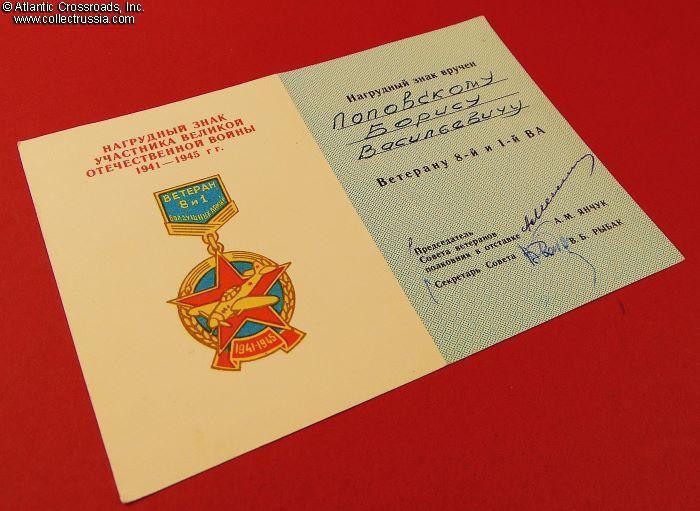 © Atlantic Crossroads, Inc.
www.collectrussia.com
НАГРУДНЫЙ ЗНАК
УЧАСТНИКА ВЕЛИКОЙ
ОТЕЧЕСТВЕННОЙ ВОЙНЫ
1941—1945 г г.
ВЕТЕРАН
8 и 1
ВОЗДУШНЫХ АРМИЙ
1941-1945
Нагрудный знак вручен
Поповскому
Борису
Васильевичу
Ветерану 8-й и 1-й ВА
Председатель
Совета ветеранов
полковник в отставке А. М. ЯНЧУК
Секретарь Совета В. Б. РЫБАК